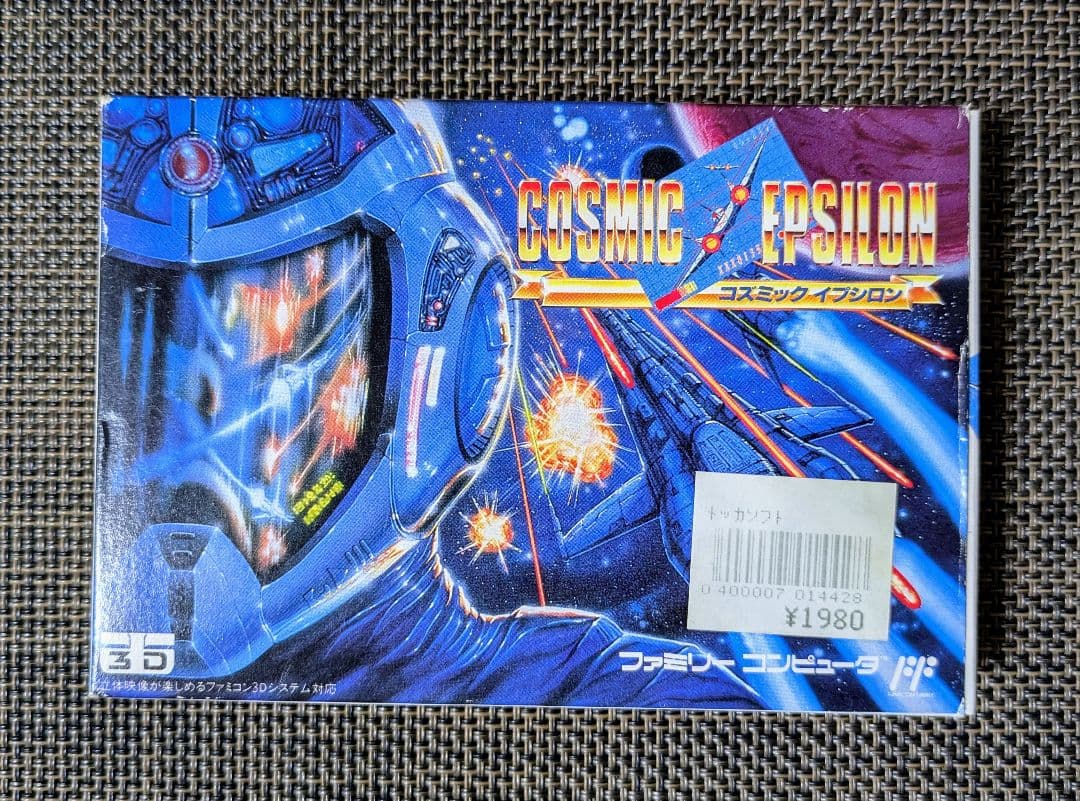 COSMIC EPSILON
コズミック イプシロン
トッカソフト
0 400007 014428
¥1980
ファミリー コンピュータ
3D
立体映像が楽しめるファミコン3Dシステム対応